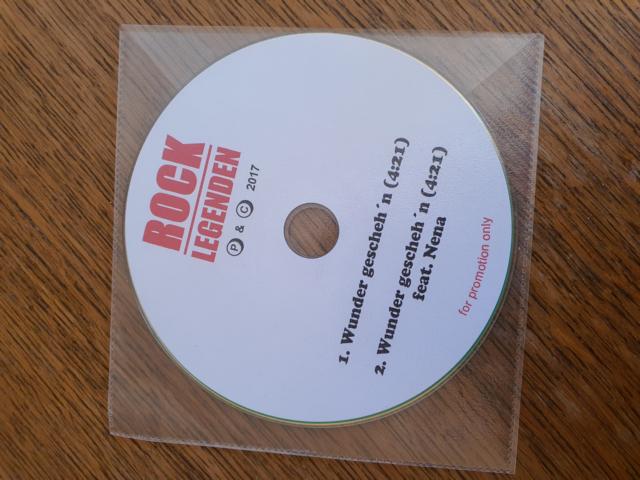 ROCK
LEGENDEN
Ⓟ & Ⓒ 2017
1. Wunder gescheh´n (4:21)
2. Wunder gescheh´n (4:21)
feat. Nena
for promotion only